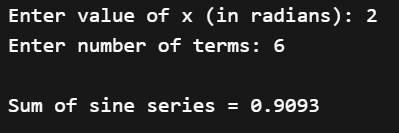 Enter value of x (in radians): 2
Enter number of terms: 6
Sum of sine series = 0.9093